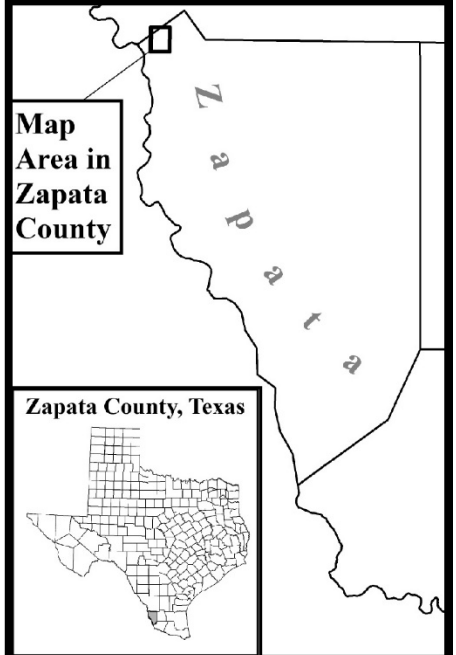 Map
Area in
Zapata
County
Zapata
Zapata County, Texas